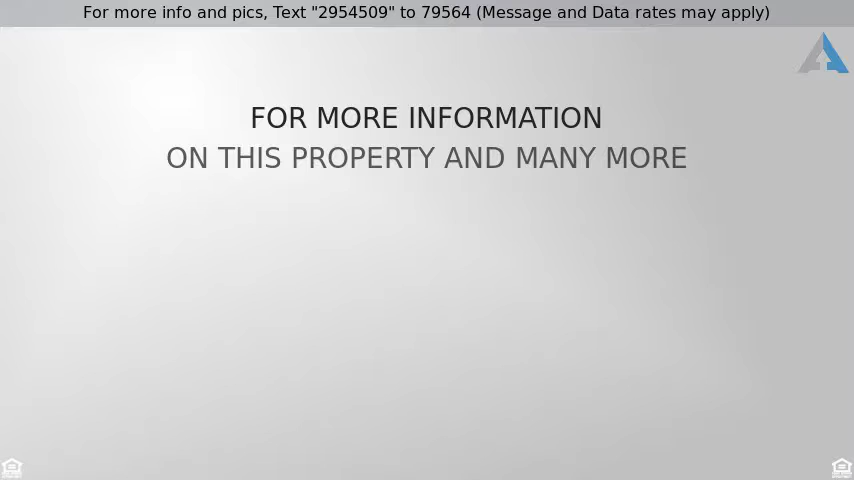 For more info and pics, Text "2954509" to 79564 (Message and Data rates may apply)
FOR MORE INFORMATION
ON THIS PROPERTY AND MANY MORE